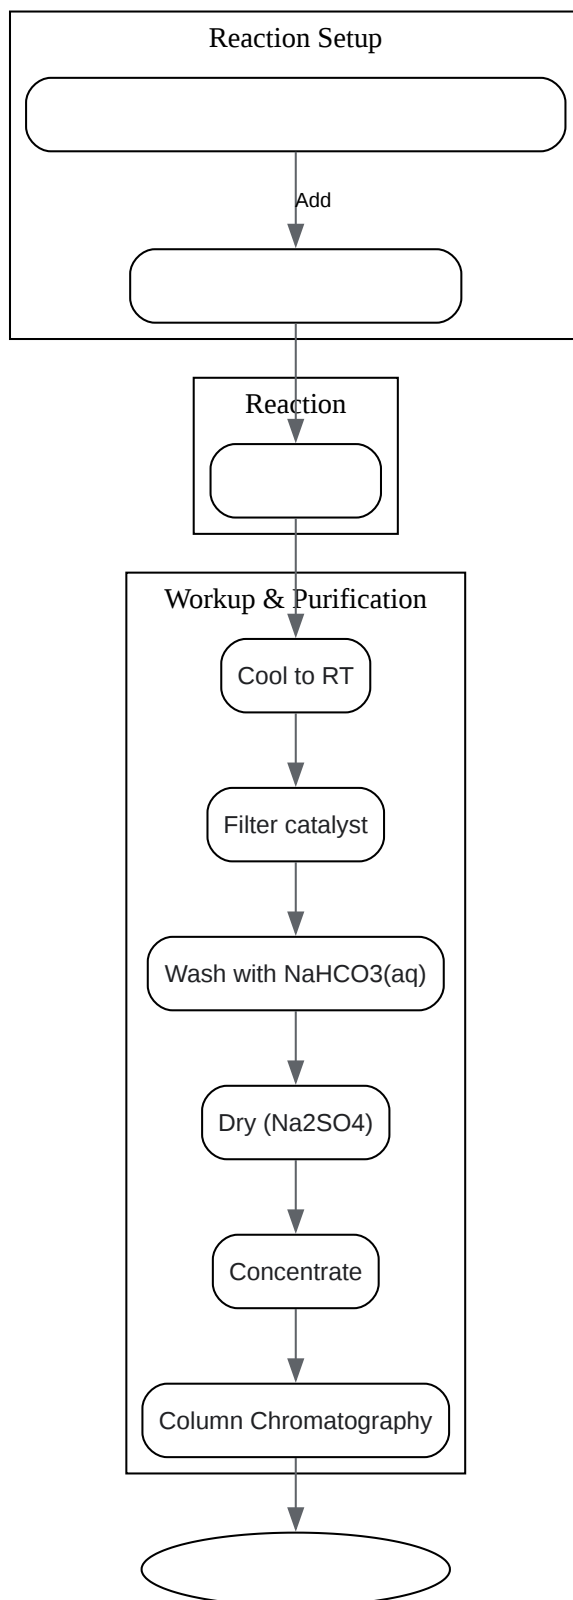 Reaction Setup
Add
Reaction
Workup & Purification
Cool to RT
Filter catalyst
Wash with NaHCO3(aq)
Dry (Na2SO4)
Concentrate
Column Chromatography